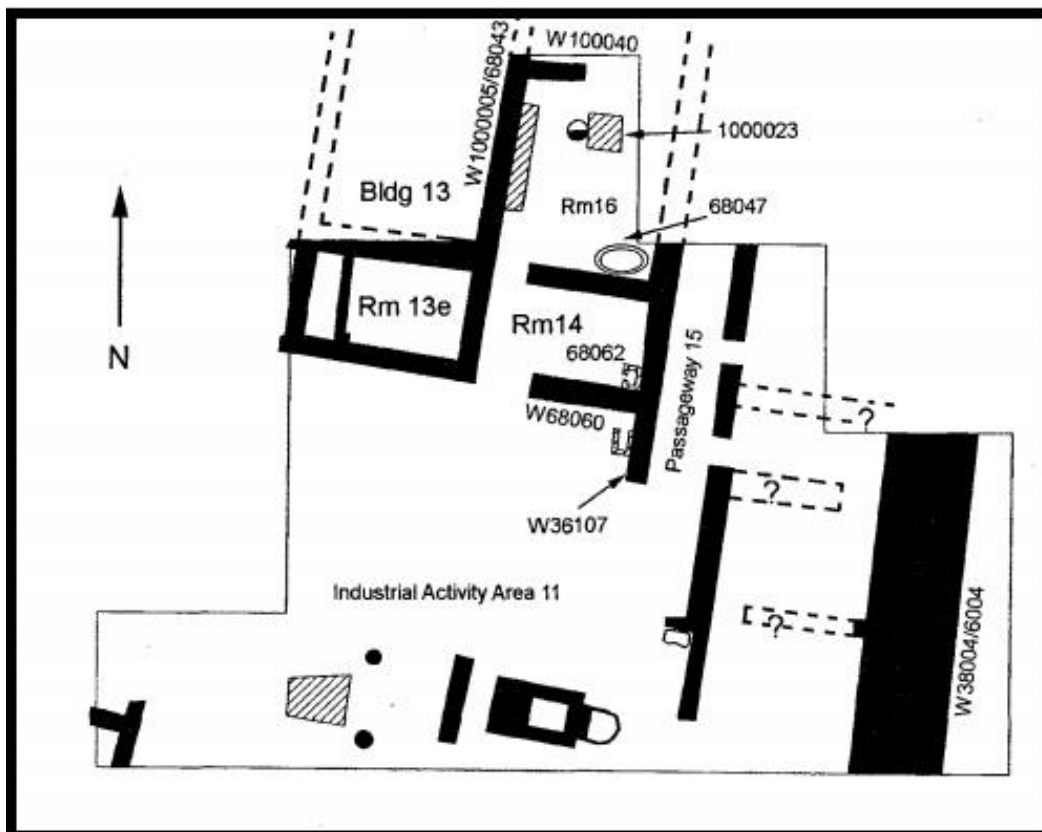 W100040
W1000005/68043
1000023
Bldg 13
Rm16
68047
Rm 13e
Rm14
68062
Passageway 15
N
W68060
?
?
W36107
Industrial Activity Area 11
?
W38004/6004